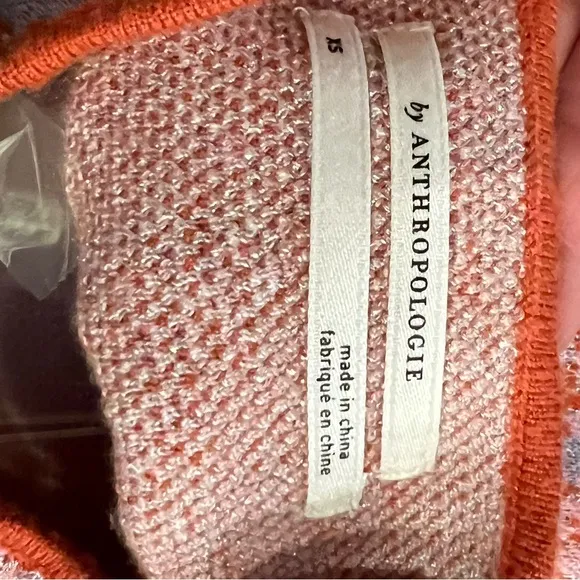 by ANTHROPOLOGIE
XS
made in china
fabriqué en chine